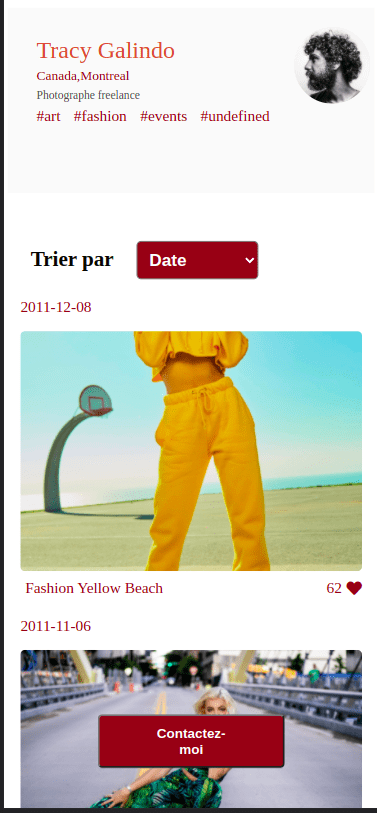 Tracy Galindo
Canada,Montreal
Photographe freelance
#art #fashion #events #undefined
Trier par Date
2011-12-08
Fashion Yellow Beach 62
2011-11-06
Contactez-
moi